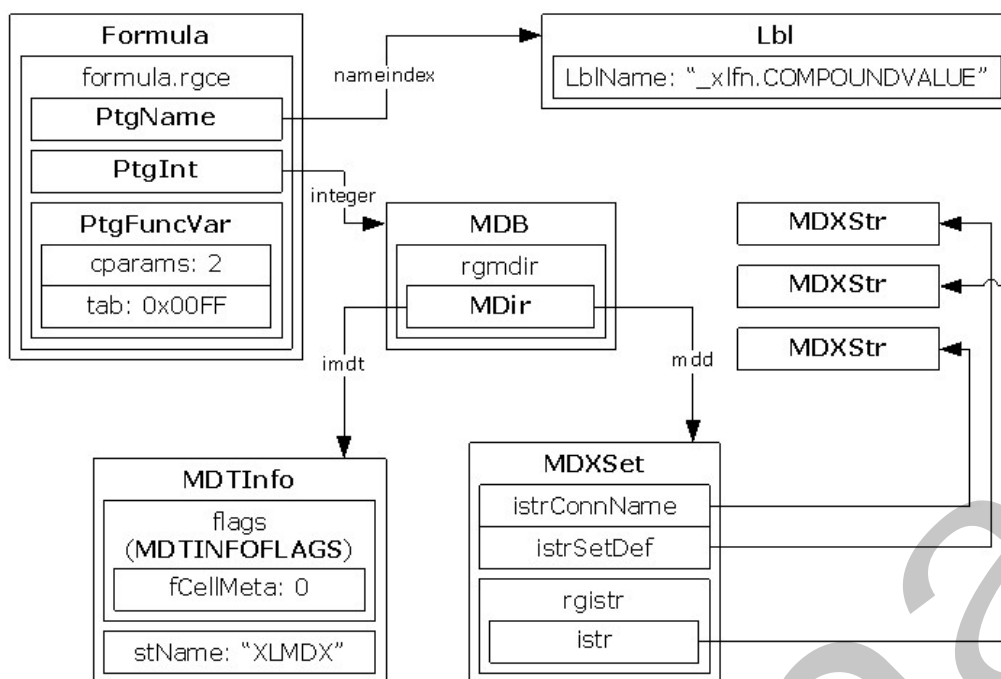 Formula
formula.rgce
PtgName
PtgInt
PtgFuncVar
cparams: 2
tab: 0x00FF
nameindex
integer
Lbl
LblName: “_xlfn.COMPOUNDVALUE”
MDB
rgmdir
MDir
MDXStr
MDXStr
MDXStr
imdt
mdd
MDTInfo
flags
(MDTINFOFLAGS)
fCellMeta: 0
stName: “XLMDX”
MDXSet
istrConnName
istrSetDef
rgistr
istr